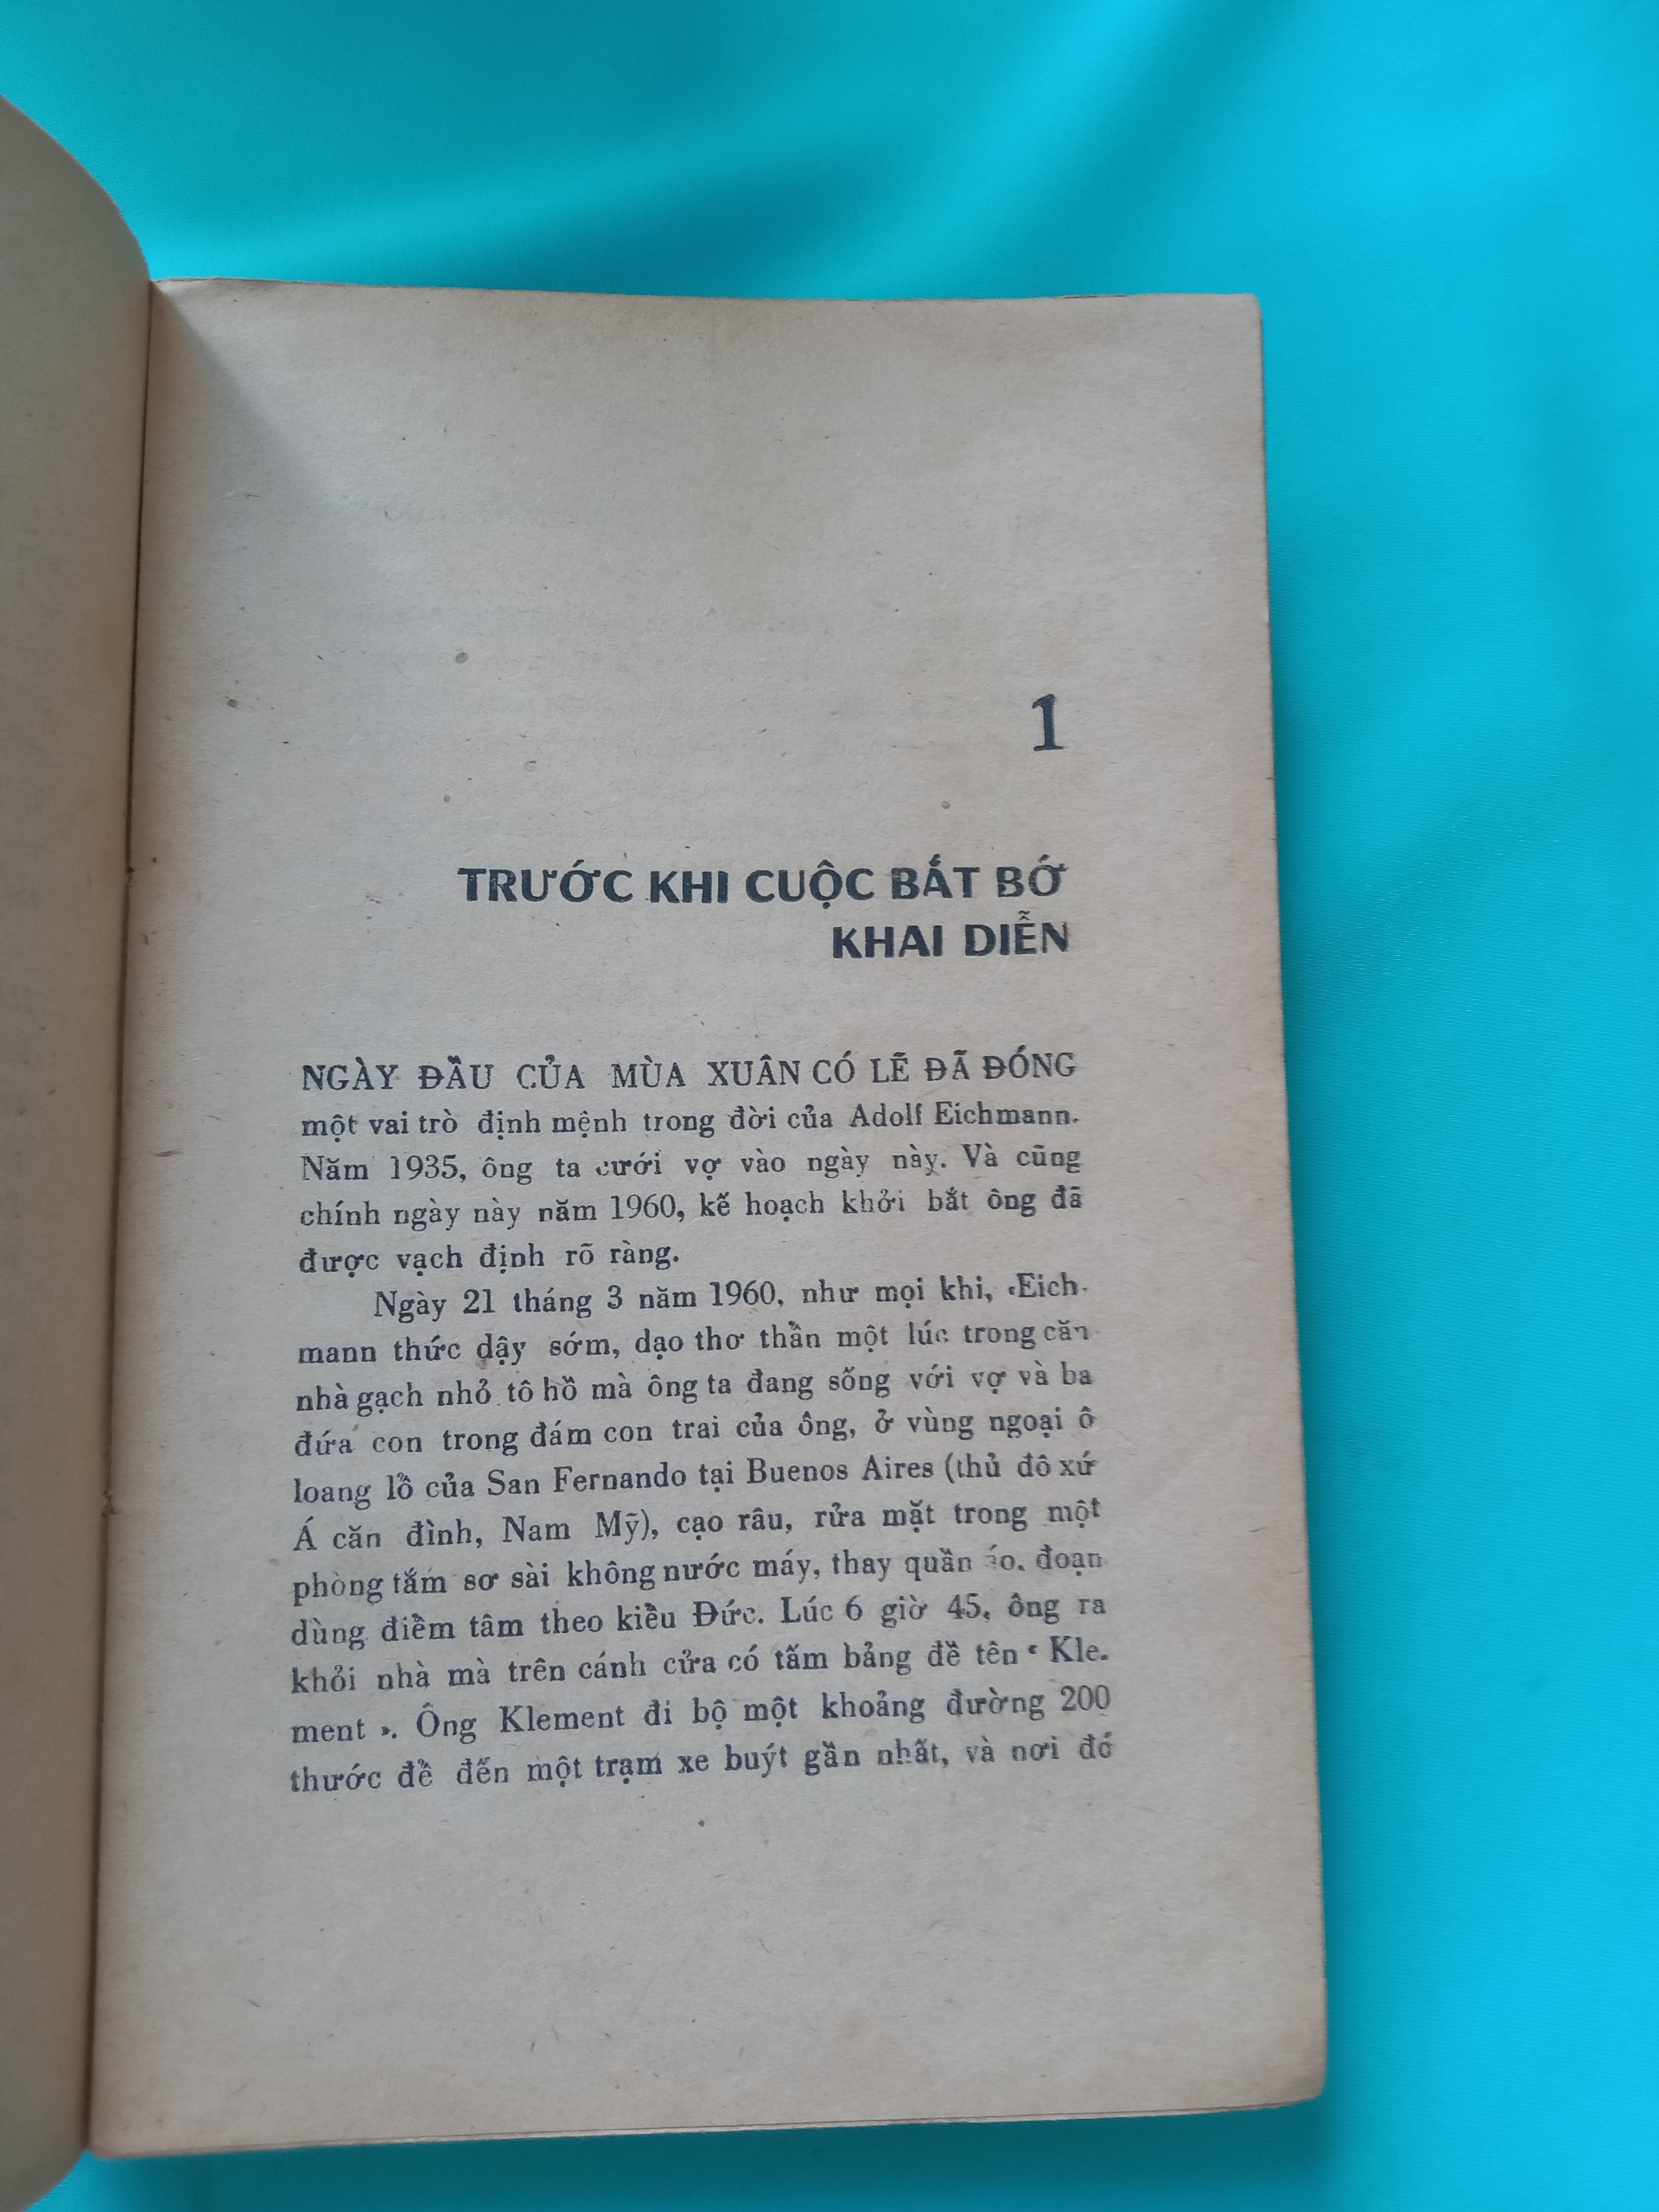 1
TRƯỚC KHI CUỘC BẮT BỚ
KHAI DIỄN
NGÀY ĐẦU CỦA MÙA XUÂN CÓ LẼ ĐÃ ĐÓNG
một vai trò định mệnh trong đời của Adolf Eichmann.
Năm 1935, ông ta cưới vợ vào ngày này. Và cũng
chính ngày này năm 1960, kế hoạch khởi bắt ông đã
được vạch định rõ ràng.
Ngày 21 tháng 3 năm 1960, như mọi khi, Eich-
mann thức dậy sớm, dạo thơ thần một lúc trong căn
nhà gạch nhỏ tô hồ mà ông ta đang sống với vợ và ba
đứa con trong đám con trai của ông, ở vùng ngoại ô
loang lổ của San Fernando tại Buenos Aires (thủ đô xứ
Á căn đình, Nam Mỹ), cạo râu, rửa mặt trong một
phòng tắm sơ sài không nước máy, thay quần áo, đoạn
dùng điềm tâm theo kiều Đức. Lúc 6 giờ 45, ông ra
khỏi nhà mà trên cánh cửa có tấm bảng đề tên « Kle.
ment ». Ông Klement đi bộ một khoảng đường 200
thước đề đến một trạm xe buýt gần nhất, và nơi đó